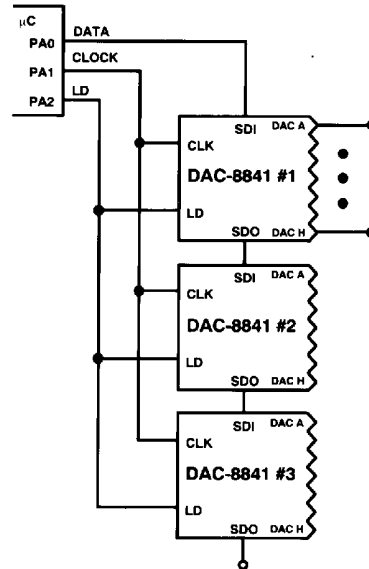 μC
PA0
DATA
PA1
CLOCK
PA2
LD
SDI
DAC A
CLK
DAC-8841 #1
LD
SDO
DAC H
SDI
DAC A
CLK
DAC-8841 #2
LD
SDO
DAC H
SDI
DAC A
CLK
DAC-8841 #3
LD
SDO
DAC H